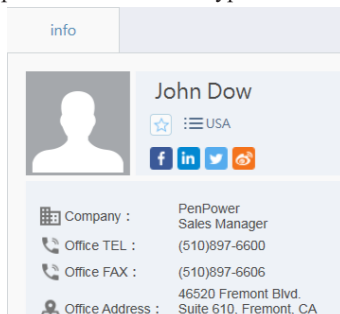 info
John Dow
USA
f in
Company :
PenPower
Sales Manager
Office TEL :
(510)897-6600
Office FAX :
(510)897-6606
Office Address :
46520 Fremont Blvd.
Suite 610, Fremont, CA